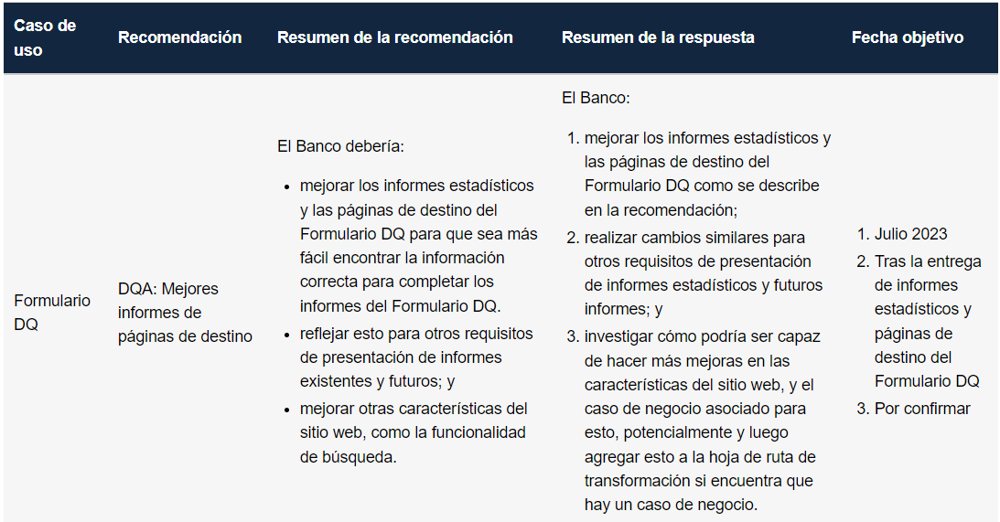 Caso de
uso
Recomendación
Resumen de la recomendación
Resumen de la respuesta
Fecha objetivo
Formulario
DQ
DQA: Mejores
informes de
páginas de destino
El Banco debería:
• mejorar los informes estadísticos
y las páginas de destino del
Formulario DQ para que sea más
fácil encontrar la información
correcta para completar los
informes del Formulario DQ.
• reflejar esto para otros requisitos
de presentación de informes
existentes y futuros; y
• mejorar otras características del
sitio web, como la funcionalidad
de búsqueda.
El Banco:
1. mejorar los informes estadísticos y
las páginas de destino del
Formulario DQ como se describe
en la recomendación;
2. realizar cambios similares para
otros requisitos de presentación
de informes estadísticos y futuros
informes; y
3. investigar cómo podría ser capaz
de hacer más mejoras en las
características del sitio web, y el
caso de negocio asociado para
esto, potencialmente y luego
agregar esto a la hoja de ruta de
transformación si encuentra que
hay un caso de negocio.
1. Julio 2023
2. Tras la entrega
de informes
estadísticos y
páginas de
destino del
Formulario DQ
3. Por confirmar